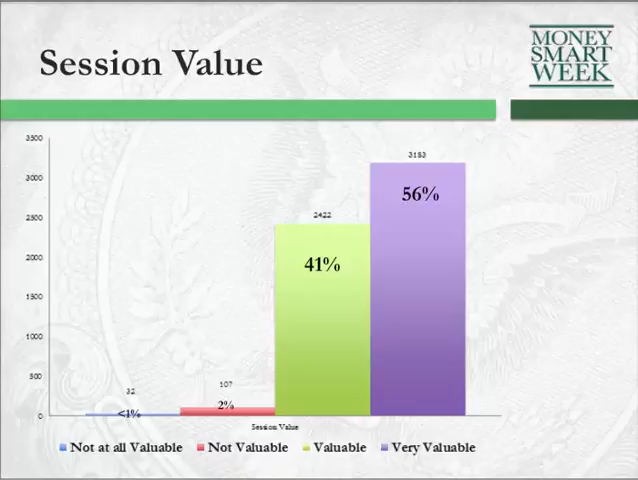 Session Value
MONEY
SMART
WEEK
3500
3000
2500
2000
1500
1000
500
0
32
<1%
107
2%
2422
41%
3183
56%
Session Value
Not at all Valuable Not Valuable Valuable Very Valuable